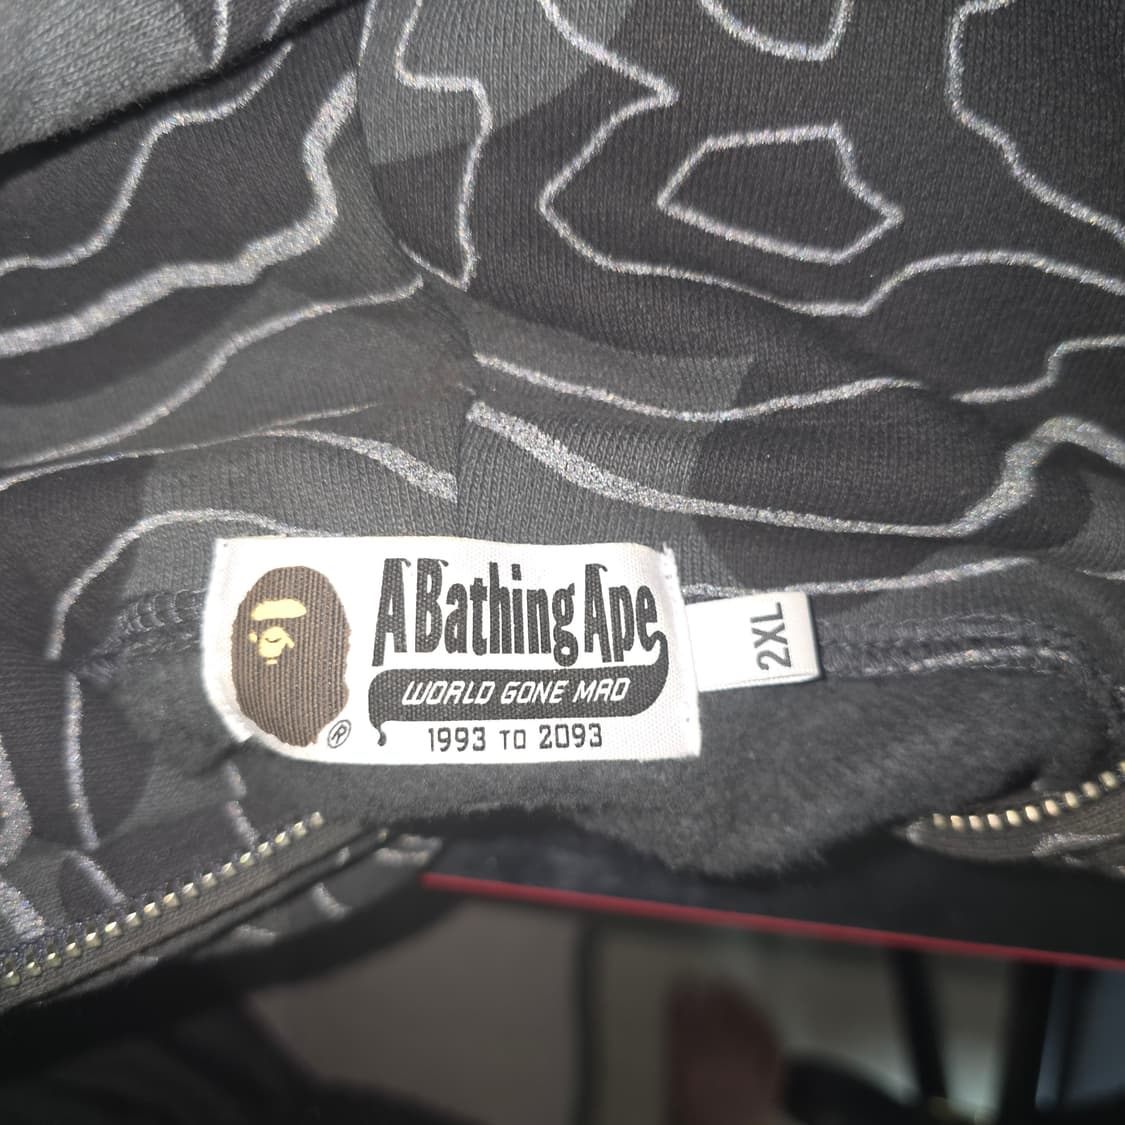 A Bathing Ape
WORLD GONE MAD
1993 TO 2093
®
2XL